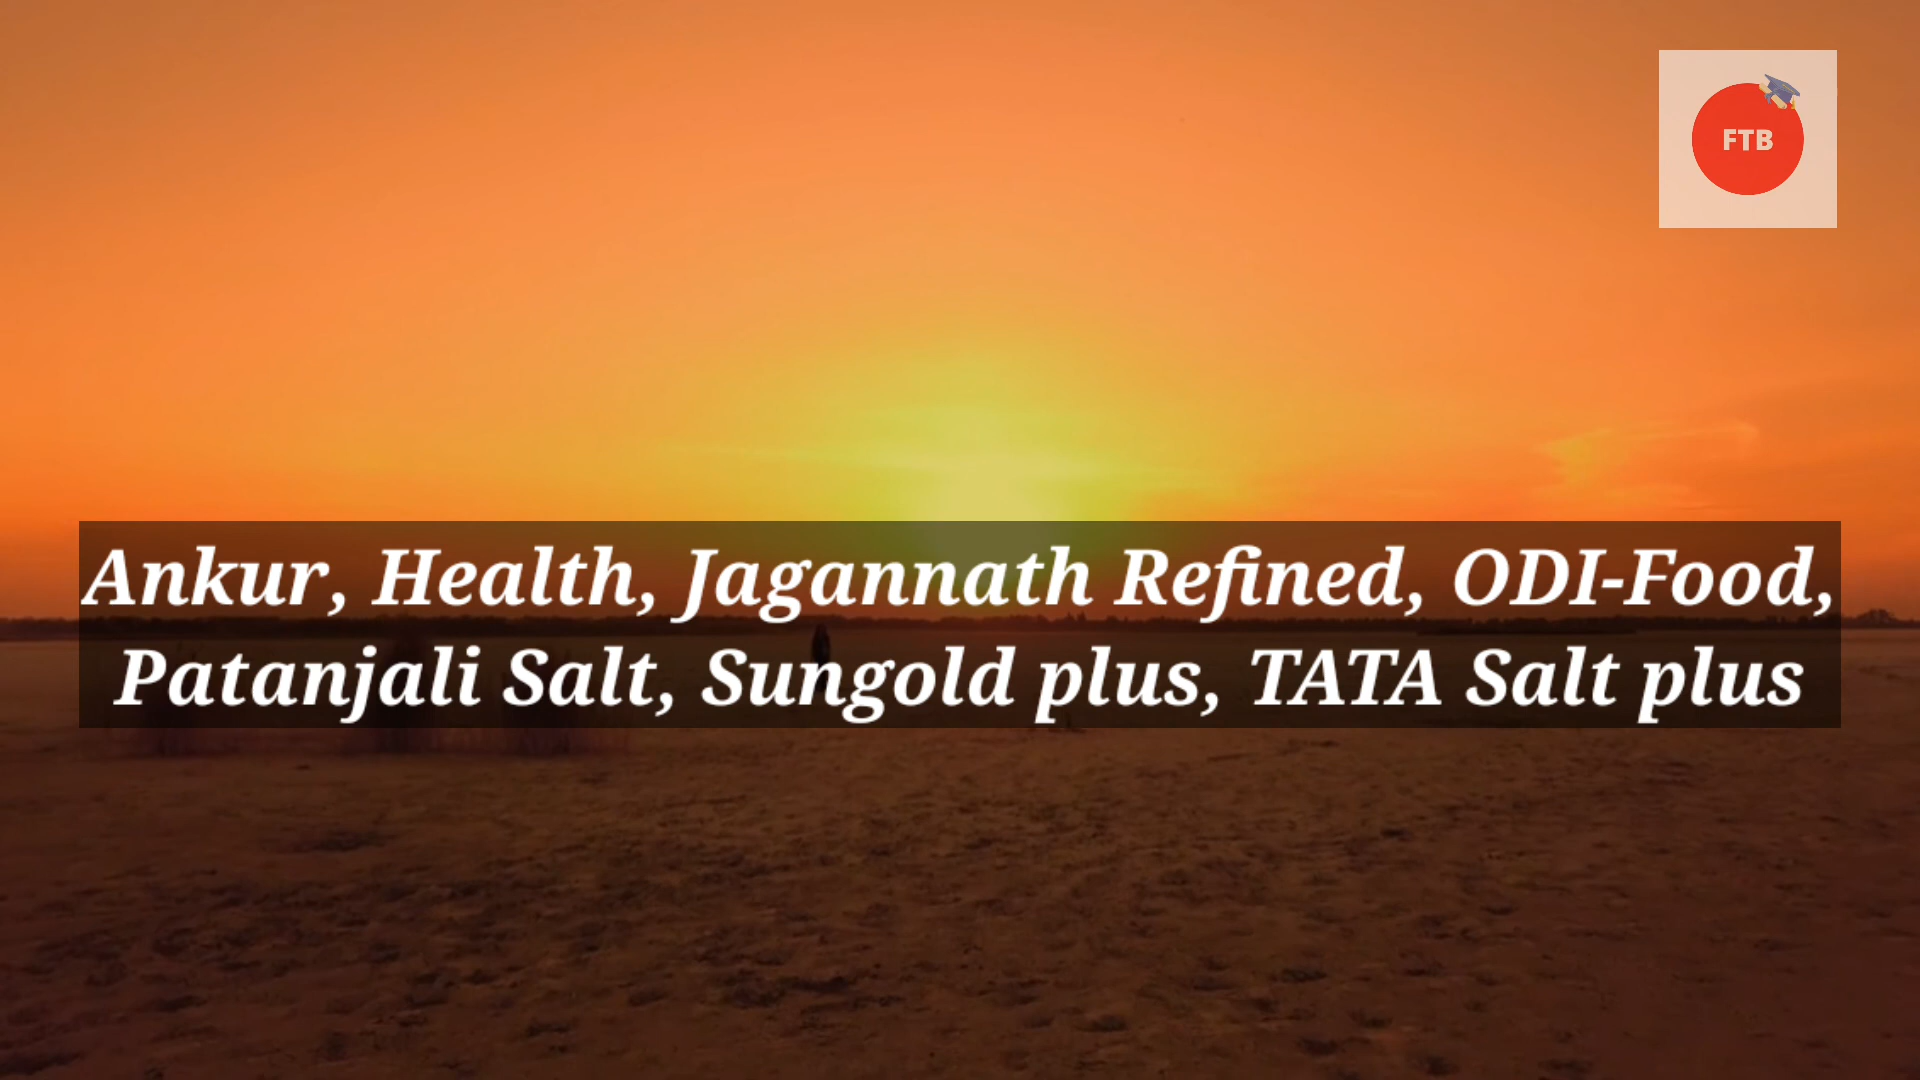 FTB
Ankur, Health, Jagannath Refined, ODI-Food,
Patanjali Salt, Sungold plus, TATA Salt plus